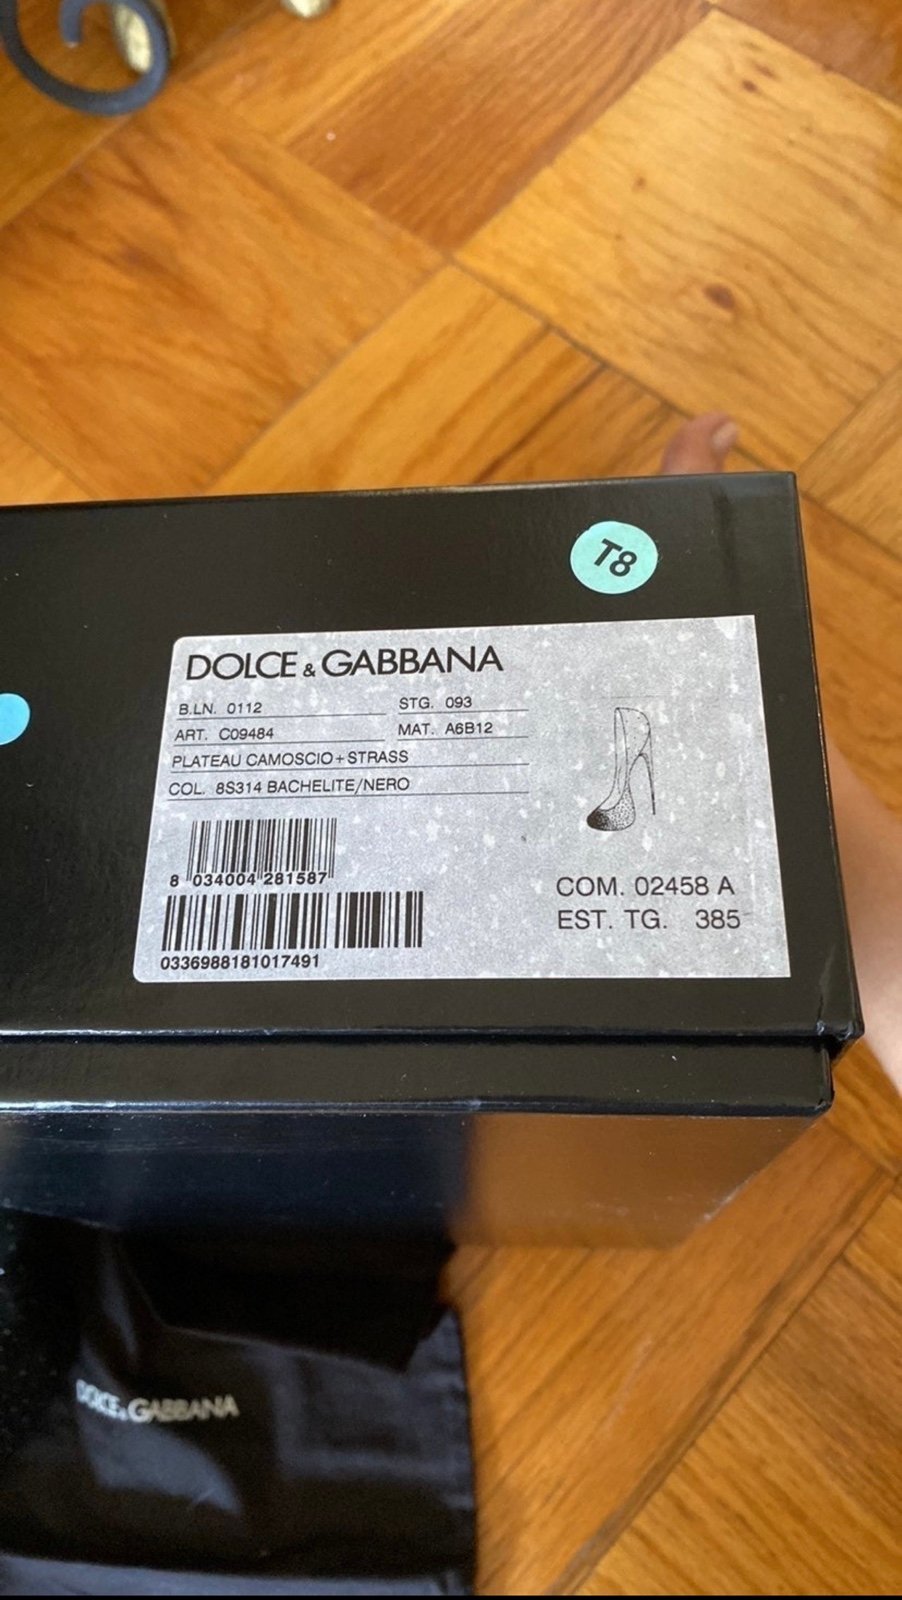 T8
DOLCE & GABBANA
B.LN. 0112 STG. 093
ART. C09484 MAT. A6B12
PLATEAU CAMOSCIO+STRASS
COL. 8S314 BACHELITE/NERO
8 034004 281587
COM. 02458 A
EST. TG. 385
0336988181017491
DOLCE & GABBANA